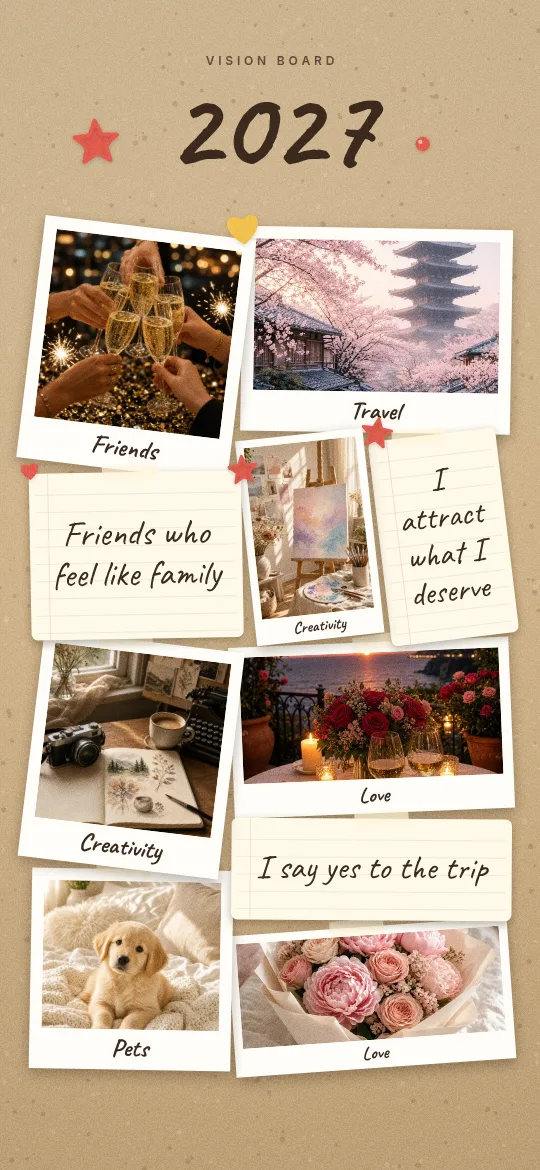 VISION BOARD
2027
Friends
Travel
Friends who
feel like family
Creativity
I
attract
what I
deserve
Creativity
Love
I say yes to the trip
Pets
Love